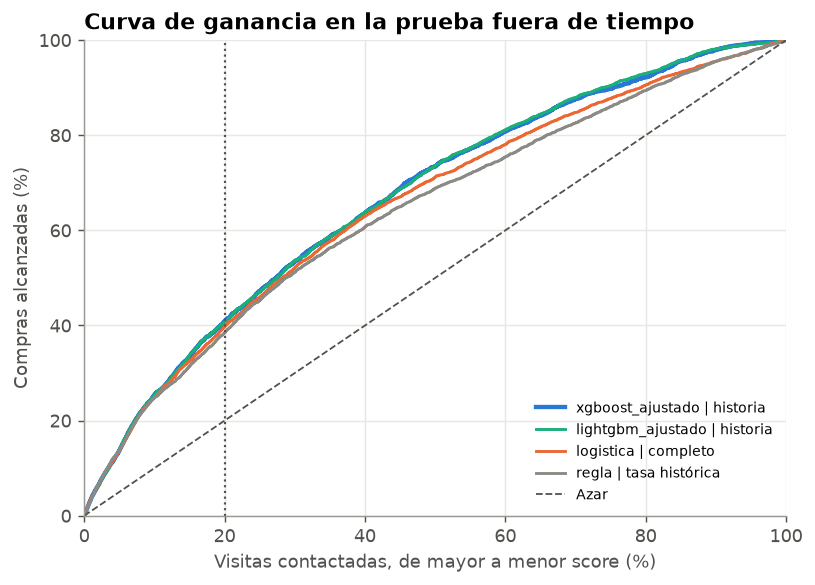 Curva de ganancia en la prueba fuera de tiempo
100
80
60
40
20
0
Compras alcanzadas (%)
xgboost_ajustado | historia
lightgbm_ajustado | historia
logistica | completo
regla | tasa histórica
Azar
0 20 40 60 80 100
Visitas contactadas, de mayor a menor score (%)